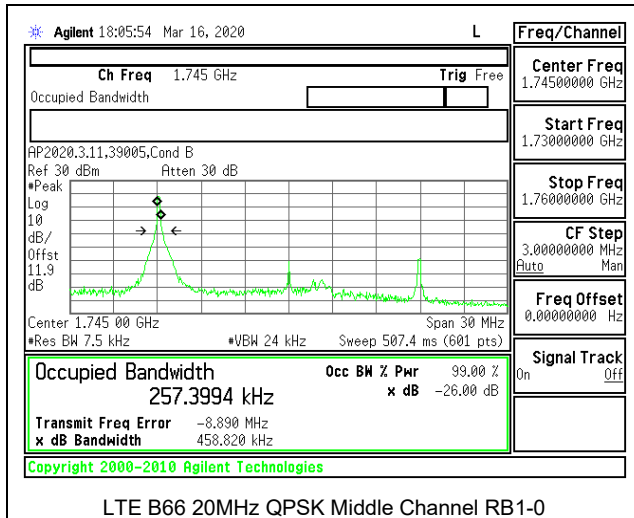 Agilent 18:05:54 Mar 16, 2020 L
Freq/Channel
Ch Freq 1.745 GHz Trig Free
Occupied Bandwidth
Center Freq
1.74500000 GHz
Start Freq
1.73000000 GHz
Stop Freq
1.76000000 GHz
CF Step
3.00000000 MHz
Auto Man
Freq Offset
0.00000000 Hz
Signal Track
On Off
AP2020.3.11,39005,Cond B
Ref 30 dBm Atten 30 dB
#Peak
Log
10
dB/
Offst
11.9
dB
Center 1.745 00 GHz Span 30 MHz
#Res BW 7.5 kHz #VBW 24 kHz Sweep 507.4 ms (601 pts)
Occupied Bandwidth Occ BW % Pwr 99.00 %
257.3994 kHz x dB -26.00 dB
Transmit Freq Error -8.890 MHz
x dB Bandwidth 458.820 kHz
Copyright 2000-2010 Agilent Technologies
LTE B66 20MHz QPSK Middle Channel RB1-0